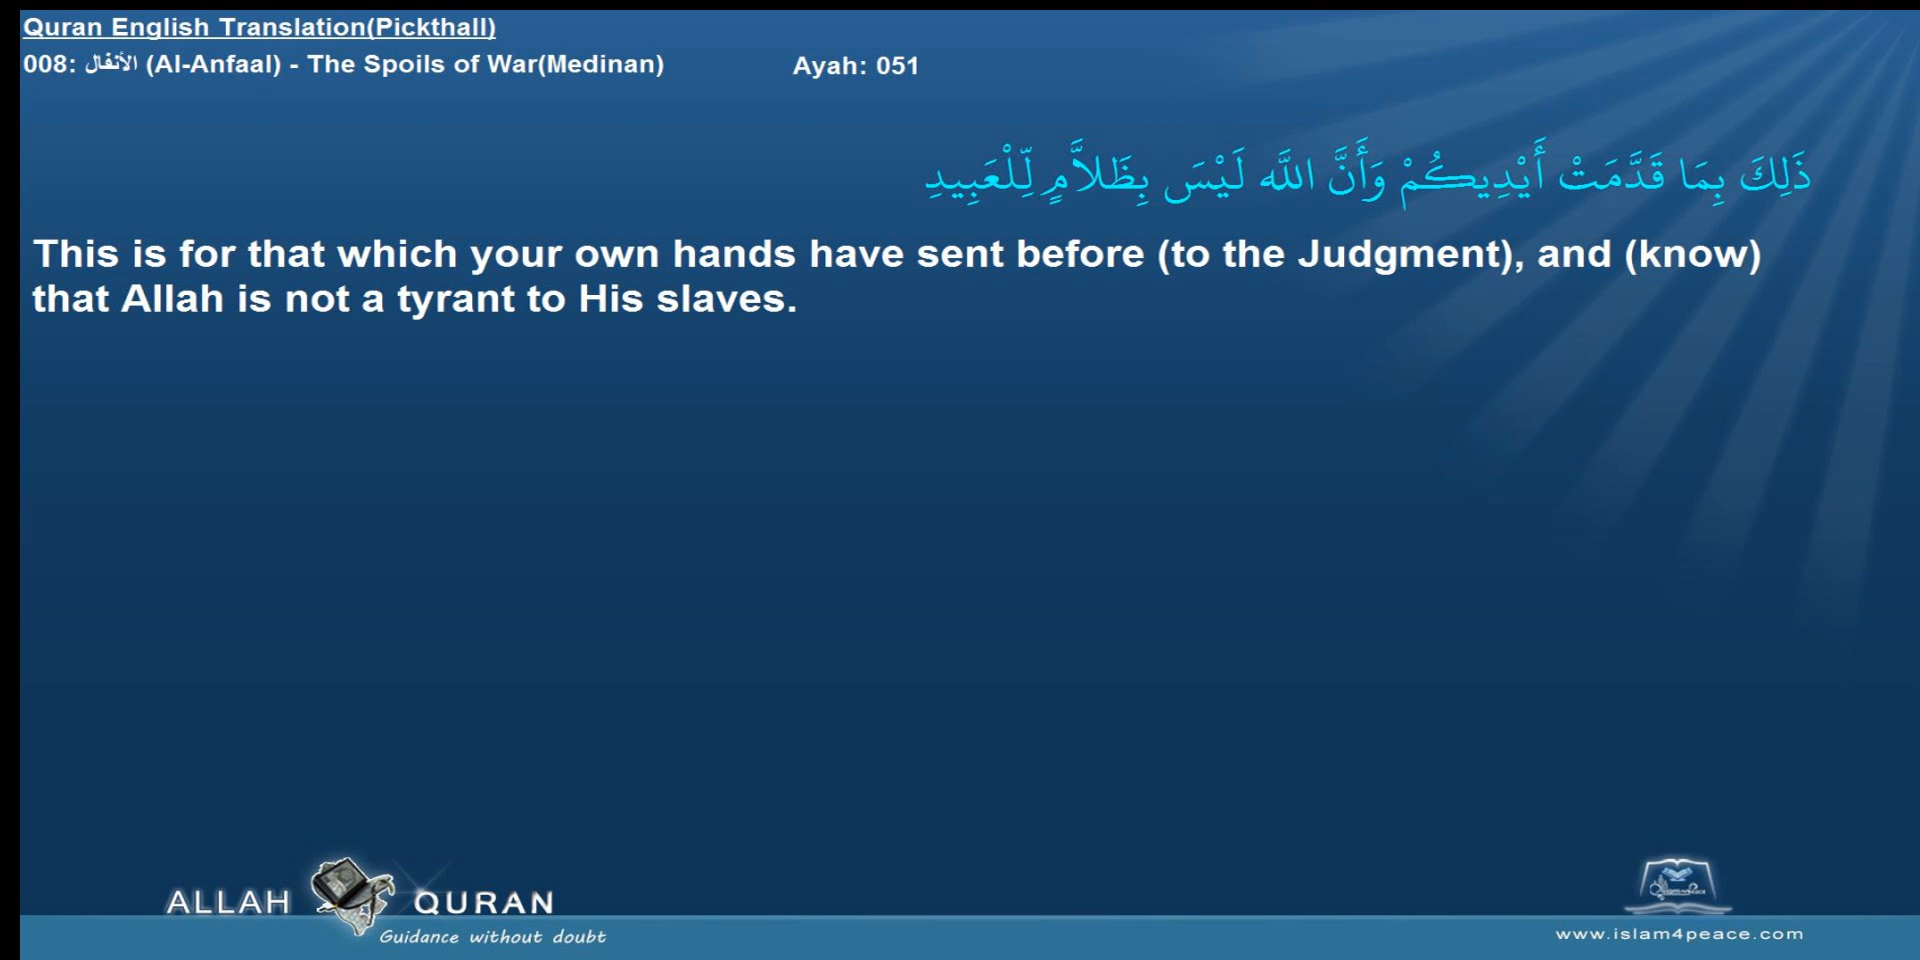 Quran English Translation(Pickthall)
008: الأنفال (Al-Anfaal) - The Spoils of War(Medinan) Ayah: 051
ذَلِكَ بِمَا قَدَّمَتْ أَيْدِيكُمْ وَأَنَّ اللَّه لَيْسَ بِظَلاَّمٍ لِّلْعَبِيدِ
This is for that which your own hands have sent before (to the Judgment), and (know)
that Allah is not a tyrant to His slaves.
ALLAH QURAN
Guidance without doubt
www.islam4peace.com